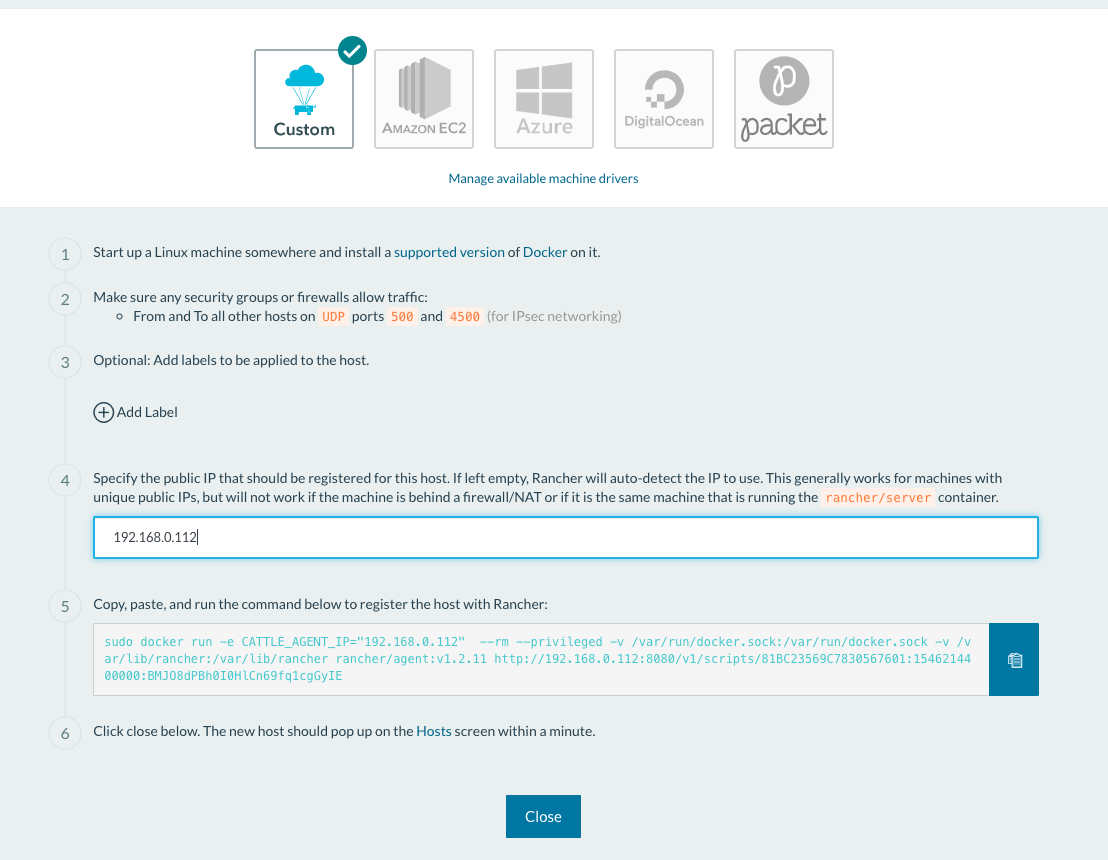 Custom
AMAZON EC2
Azure
DigitalOcean
packet
Manage available machine drivers
1
Start up a Linux machine somewhere and install a supported version of Docker on it.
2
Make sure any security groups or firewalls allow traffic:
From and To all other hosts on UDP ports 500 and 4500 (for IPsec networking)
3
Optional: Add labels to be applied to the host.
Add Label
4
Specify the public IP that should be registered for this host. If left empty, Rancher will auto-detect the IP to use. This generally works for machines with
unique public IPs, but will not work if the machine is behind a firewall/NAT or if it is the same machine that is running the rancher/server container.
192.168.0.112
5
Copy, paste, and run the command below to register the host with Rancher:
sudo docker run -e CATTLE_AGENT_IP="192.168.0.112"  --rm --privileged -v /var/run/docker.sock:/var/run/docker.sock -v /v
ar/lib/rancher:/var/lib/rancher rancher/agent:v1.2.11 http://192.168.0.112:8080/v1/scripts/81BC23569C7830567601:15462144
00000:BMJO8dPBh0I0HlCn69fq1cgGyIE
6
Click close below. The new host should pop up on the Hosts screen within a minute.
Close